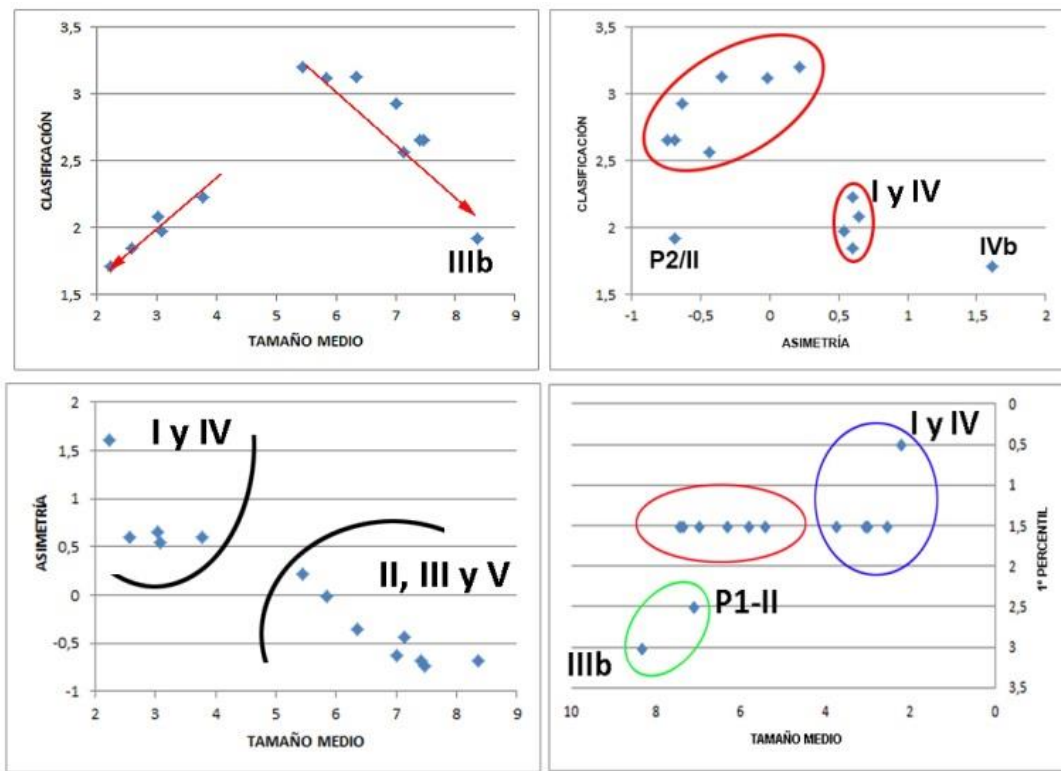 3,5
3
2,5
2
1,5
CLASIFICACIÓN
IIIb
2 3 4 5 6 7 8 9
TAMAÑO MEDIO
3,5
3
2,5
2
1,5
CLASIFICACIÓN
I y IV
P2/II
IVb
-1 -0,5 0 0,5 1 1,5 2
ASIMETRÍA
2
1,5
1
0,5
0
-0,5
-1
ASIMETRÍA
I y IV
II, III y V
2 3 4 5 6 7 8 9
TAMAÑO MEDIO
I y IV
P1-II
IIIb
0
0,5
1
1,5
2
2,5
3
3,5
1º PERCENTIL
10 8 6 4 2 0
TAMAÑO MEDIO